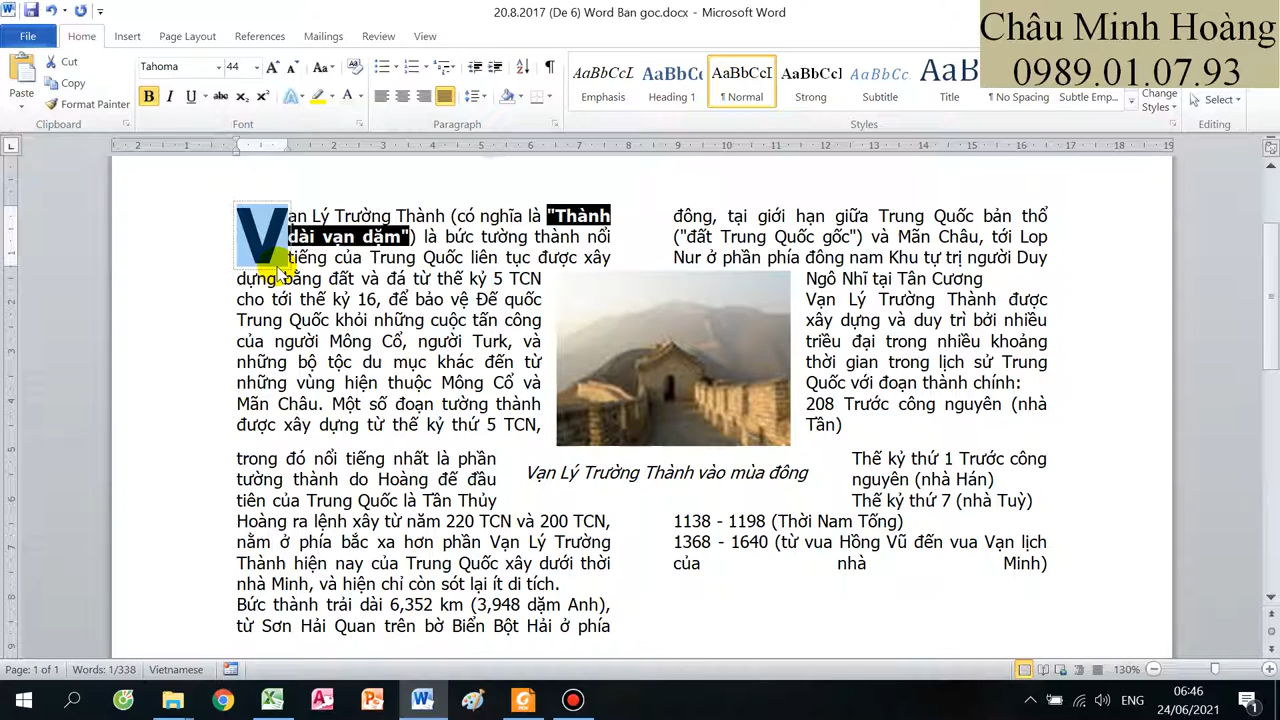 20.8.2017 (De 6) Word Ban goc.docx - Microsoft Word
Châu Minh Hoàng
0989.01.07.93
File Home Insert Page Layout References Mailings Review View
Paste
Cut
Copy
Format Painter
Clipboard
Tahoma 44
Font
Paragraph
AaBbCcI AaBbCc AaBbCcI AaBbCcI AaBbCc. AaB
Emphasis Heading 1 ¶ Normal Strong Subtitle Title ¶ No Spacing Subtle Emp...
Change Styles
Styles
Select
Editing
Vạn Lý Trường Thành (có nghĩa là "Thành
dài vạn dặm") là bức tường thành nổi
tiếng của Trung Quốc liên tục được xây
dựng bằng đất và đá từ thế kỷ 5 TCN
cho tới thế kỷ 16, để bảo vệ Đế quốc
Trung Quốc khỏi những cuộc tấn công
của người Mông Cổ, người Turk, và
những bộ tộc du mục khác đến từ
những vùng hiện thuộc Mông Cổ và
Mãn Châu. Một số đoạn tường thành
được xây dựng từ thế kỷ thứ 5 TCN,
trong đó nổi tiếng nhất là phần
tường thành do Hoàng đế đầu
tiên của Trung Quốc là Tần Thủy
Hoàng ra lệnh xây từ năm 220 TCN và 200 TCN,
nằm ở phía bắc xa hơn phần Vạn Lý Trường
Thành hiện nay của Trung Quốc xây dưới thời
nhà Minh, và hiện chỉ còn sót lại ít di tích.
Bức thành trải dài 6,352 km (3,948 dặm Anh),
từ Sơn Hải Quan trên bờ Biển Bột Hải ở phía
Vạn Lý Trường Thành vào mùa đông
đông, tại giới hạn giữa Trung Quốc bản thổ
("đất Trung Quốc gốc") và Mãn Châu, tới Lop
Nur ở phần phía đông nam Khu tự trị người Duy
Ngô Nhĩ tại Tân Cương
Vạn Lý Trường Thành được
xây dựng và duy trì bởi nhiều
triều đại trong nhiều khoảng
thời gian trong lịch sử Trung
Quốc với đoạn thành chính:
208 Trước công nguyên (nhà
Tần)
Thế kỷ thứ 1 Trước công
nguyên (nhà Hán)
Thế kỷ thứ 7 (nhà Tuỳ)
1138 - 1198 (Thời Nam Tống)
1368 - 1640 (từ vua Hồng Vũ đến vua Vạn lịch
của nhà Minh)
Page: 1 of 1 Words: 1/338 Vietnamese 130%
ENG
06:46
24/06/2021